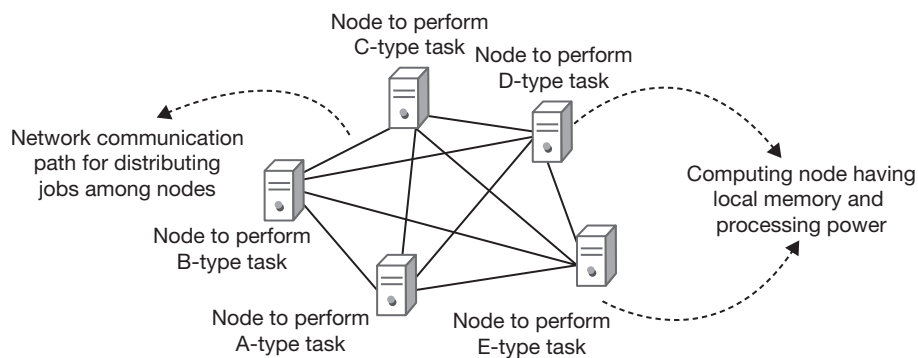 Node to perform
C-type task
Node to perform
D-type task
Network communication
path for distributing
jobs among nodes
Computing node having
local memory and
processing power
Node to perform
B-type task
Node to perform
A-type task
Node to perform
E-type task